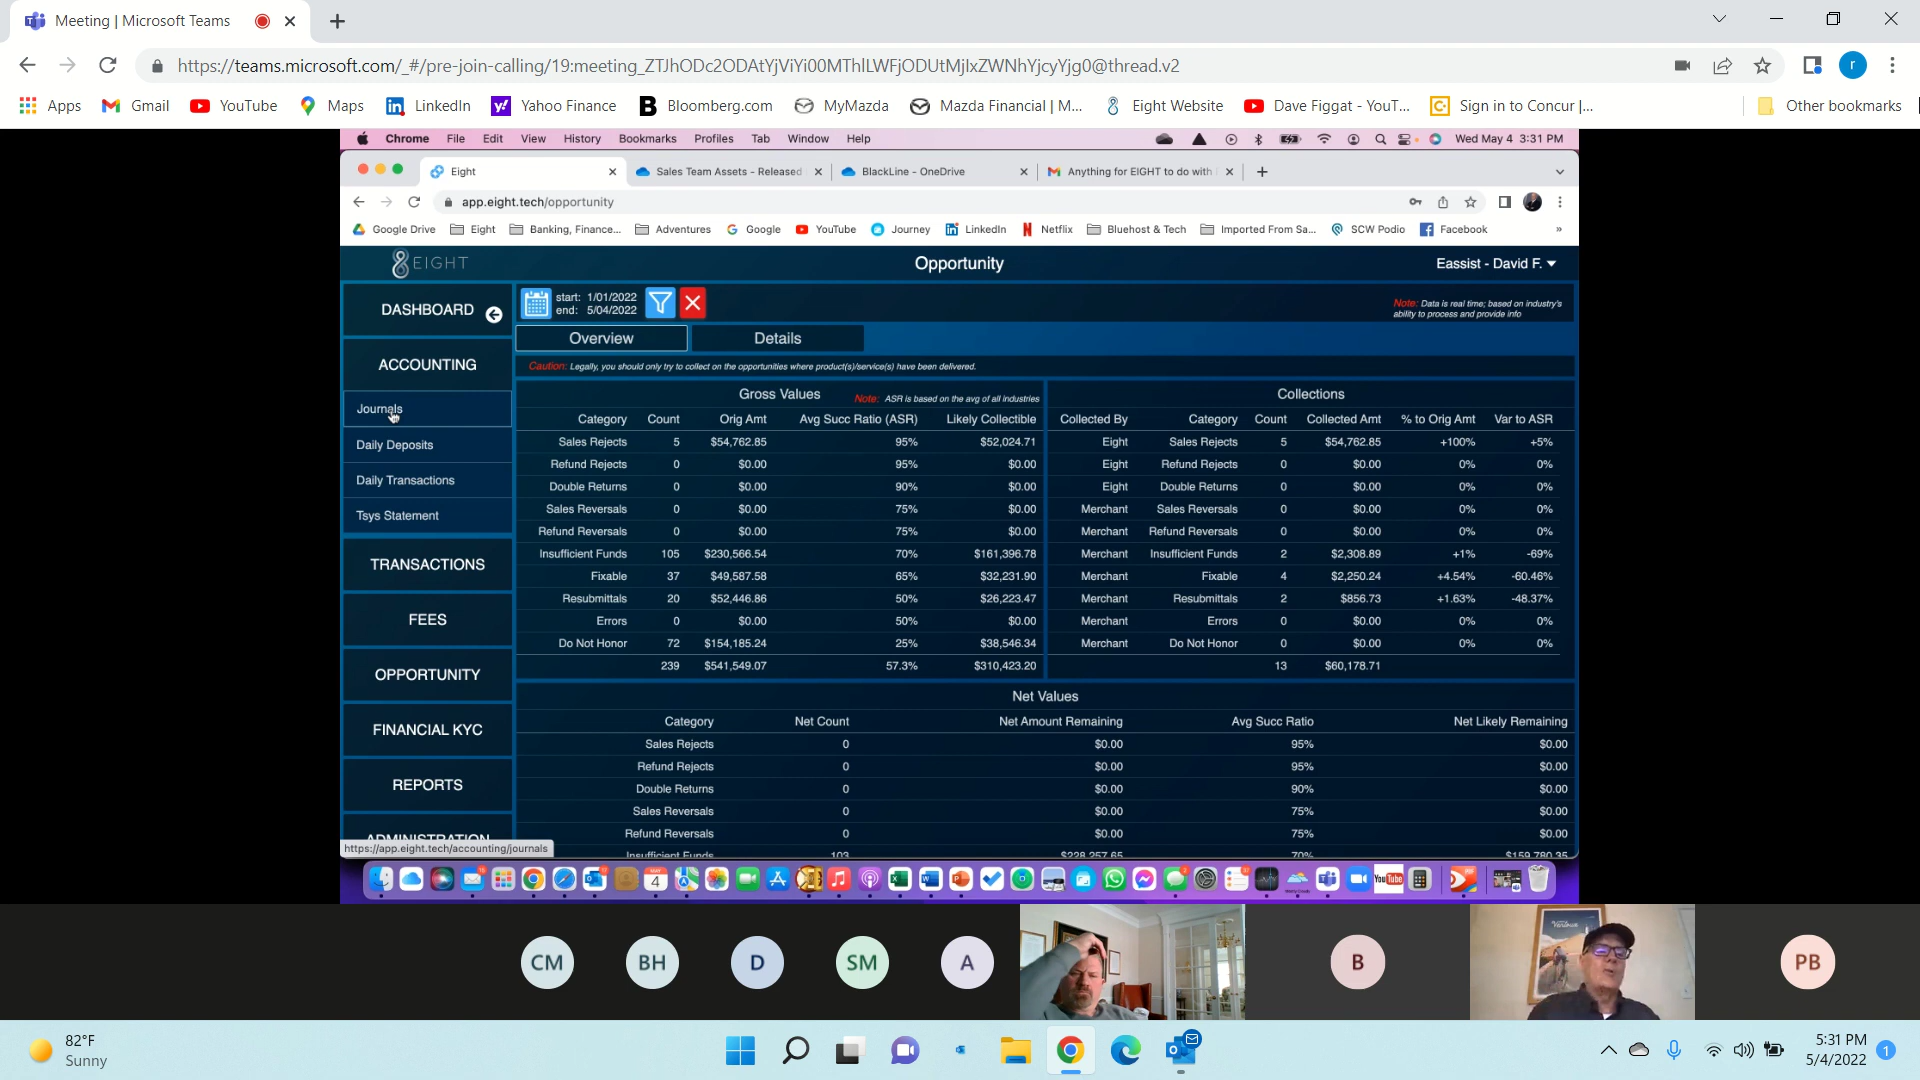 Meeting | Microsoft Teams
https://teams.microsoft.com/_#/pre-join-calling/19:meeting_ZTJhODc2ODAtYjViYi00MThlLWFjODUtMjIxZWNhYjcyYjg0@thread.v2
r
Apps Gmail YouTube Maps LinkedIn Yahoo Finance Bloomberg.com MyMazda Mazda Financial | M... Eight Website Dave Figgat - YouT... Sign in to Concur |... Other bookmarks
Chrome File Edit View History Bookmarks Profiles Tab Window Help Wed May 4 3:31 PM
Eight Sales Team Assets - Released BlackLine - OneDrive Anything for EIGHT to do with
app.eight.tech/opportunity
Google Drive Eight Banking, Finance... Adventures Google YouTube Journey LinkedIn Netflix Bluehost & Tech Imported From Sa... SCW Podio Facebook »
EIGHT Opportunity Eassist - David F.
DASHBOARD
start: 1/01/2022
end: 5/04/2022
Note: Data is real time; based on industry's
ability to process and provide info
Overview Details
ACCOUNTING
Caution: Legally, you should only try to collect on the opportunities where product(s)/service(s) have been delivered.
Journals
Daily Deposits
Daily Transactions
Tsys Statement
TRANSACTIONS
FEES
OPPORTUNITY
FINANCIAL KYC
REPORTS
ADMINISTRATION
Gross Values Note: ASR is based on the avg of all industries
Category Count Orig Amt Avg Succ Ratio (ASR) Likely Collectible
Sales Rejects 5 $54,762.85 95% $52,024.71
Refund Rejects 0 $0.00 95% $0.00
Double Returns 0 $0.00 90% $0.00
Sales Reversals 0 $0.00 75% $0.00
Refund Reversals 0 $0.00 75% $0.00
Insufficient Funds 105 $230,566.54 70% $161,396.78
Fixable 37 $49,587.58 65% $32,231.90
Resubmittals 20 $52,446.86 50% $26,223.47
Errors 0 $0.00 50% $0.00
Do Not Honor 72 $154,185.24 25% $38,546.34
239 $541,549.07 57.3% $310,423.20
Collections
Collected By Category Count Collected Amt % to Orig Amt Var to ASR
Eight Sales Rejects 5 $54,762.85 +100% +5%
Eight Refund Rejects 0 $0.00 0% 0%
Eight Double Returns 0 $0.00 0% 0%
Merchant Sales Reversals 0 $0.00 0% 0%
Merchant Refund Reversals 0 $0.00 0% 0%
Merchant Insufficient Funds 2 $2,308.89 +1% -69%
Merchant Fixable 4 $2,250.24 +4.54% -60.46%
Merchant Resubmittals 2 $856.73 +1.63% -48.37%
Merchant Errors 0 $0.00 0% 0%
Merchant Do Not Honor 0 $0.00 0% 0%
13 $60,178.71
Net Values
Category Net Count Net Amount Remaining Avg Succ Ratio Net Likely Remaining
Sales Rejects 0 $0.00 95% $0.00
Refund Rejects 0 $0.00 95% $0.00
Double Returns 0 $0.00 90% $0.00
Sales Reversals 0 $0.00 75% $0.00
Refund Reversals 0 $0.00 75% $0.00
Insufficient Funds 103 $228,257.65 70% $159,780.35
https://app.eight.tech/accounting/journals
4
YouTube
CM BH D SM A B PB
82°F
Sunny
5:31 PM
5/4/2022
1